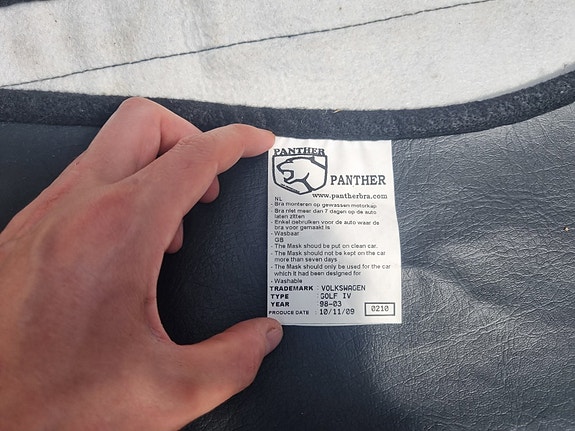 PANTHER
PANTHER
www.pantherbra.com
NL
- Bra monteren op gewassen motorkap
- Bra niet meer dan 7 dagen op de auto
laten zitten
- Enkel gebruiken voor de auto waar de
bra voor gemaakt is
- Wasbaar
GB
- The Mask shoud be put on clean car.
- The Mask should not be kept on the car
more than seven days
- The Mask should only be used for the car
which it had been designed for
- Washable
TRADEMARK : VOLKSWAGEN
TYPE : GOLF IV
YEAR : 98-03
PRODUCE DATE : 10/11/09 0210